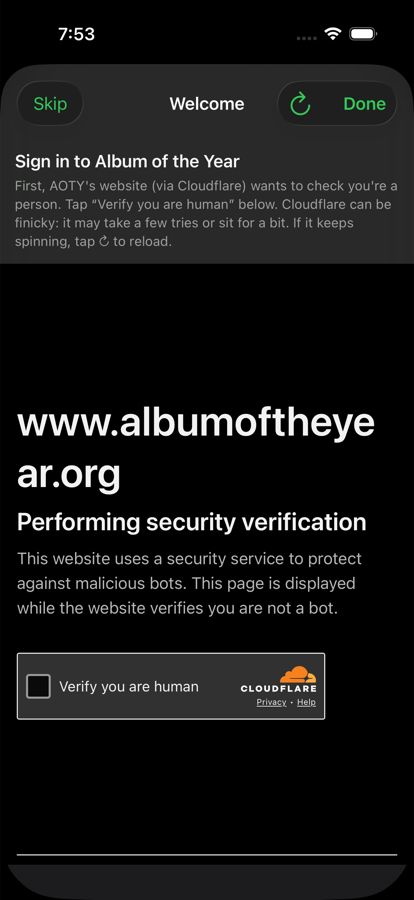 7:53
Skip
Welcome
Done
Sign in to Album of the Year
First, AOTY's website (via Cloudflare) wants to check you're a
person. Tap “Verify you are human” below. Cloudflare can be
finicky: it may take a few tries or sit for a bit. If it keeps
spinning, tap ↻ to reload.
www.albumoftheye
ar.org
Performing security verification
This website uses a security service to protect
against malicious bots. This page is displayed
while the website verifies you are not a bot.
Verify you are human
CLOUDFLARE
Privacy • Help